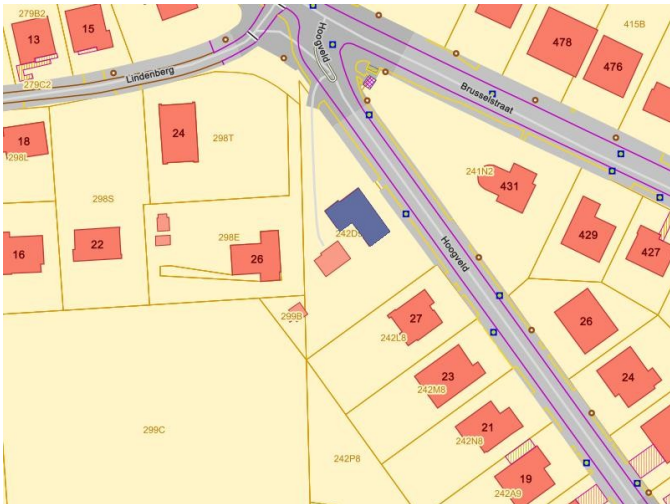 279B2
13
15
279C2
Lindenberg
Hoogveld
415B
478
476
Brusselstraat
24
298T
18
298L
298S
22
16
298E
26
242D9
241N2
431
429
427
Hoogveld
299B
27
242L8
26
23
242M8
24
21
242N8
299C
242P8
19
242A9